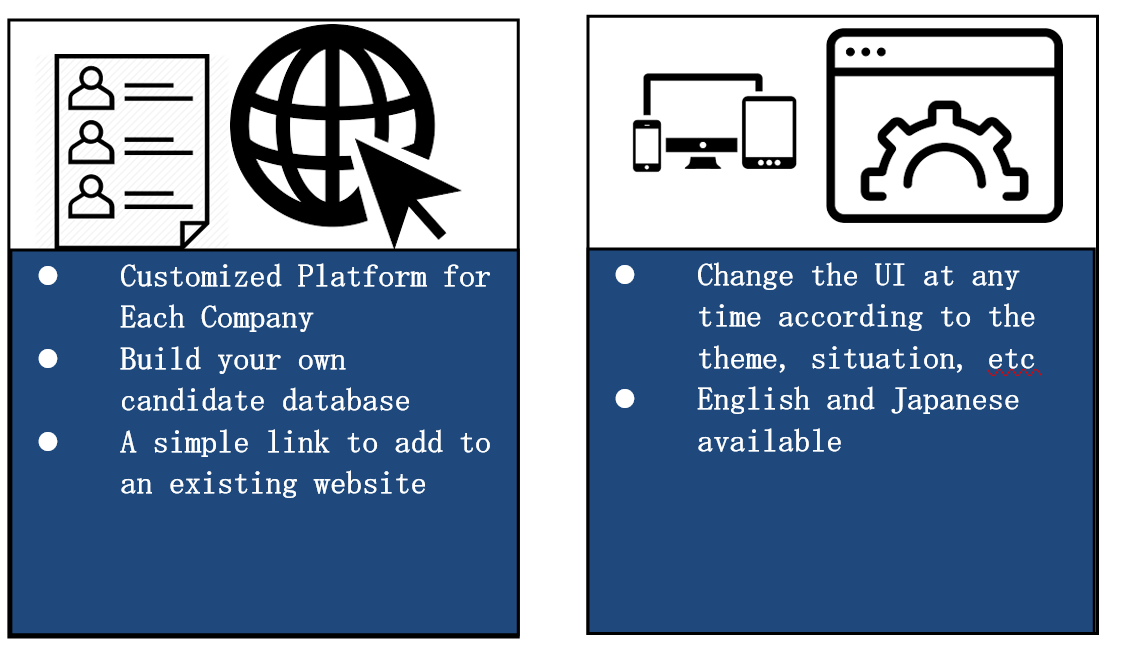 ● Customized Platform for
Each Company
● Build your own
candidate database
● A simple link to add to
an existing website
● Change the UI at any
time according to the
theme, situation, etc
● English and Japanese
available